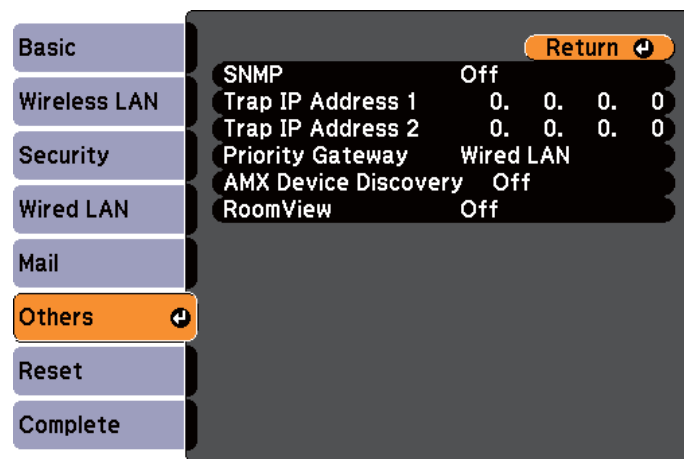 Basic
Wireless LAN
Security
Wired LAN
Mail
Others
Reset
Complete
Return
SNMP Off
Trap IP Address 1 0. 0. 0. 0
Trap IP Address 2 0. 0. 0. 0
Priority Gateway Wired LAN
AMX Device Discovery Off
RoomView Off